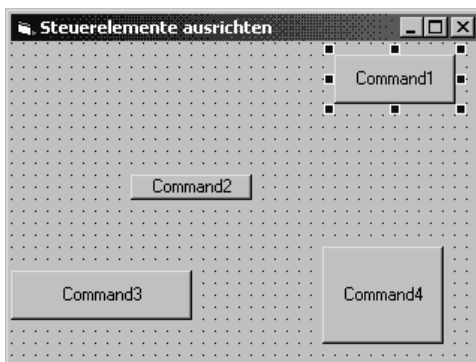 Steuerelemente ausrichten
Command1
Command2
Command3
Command4